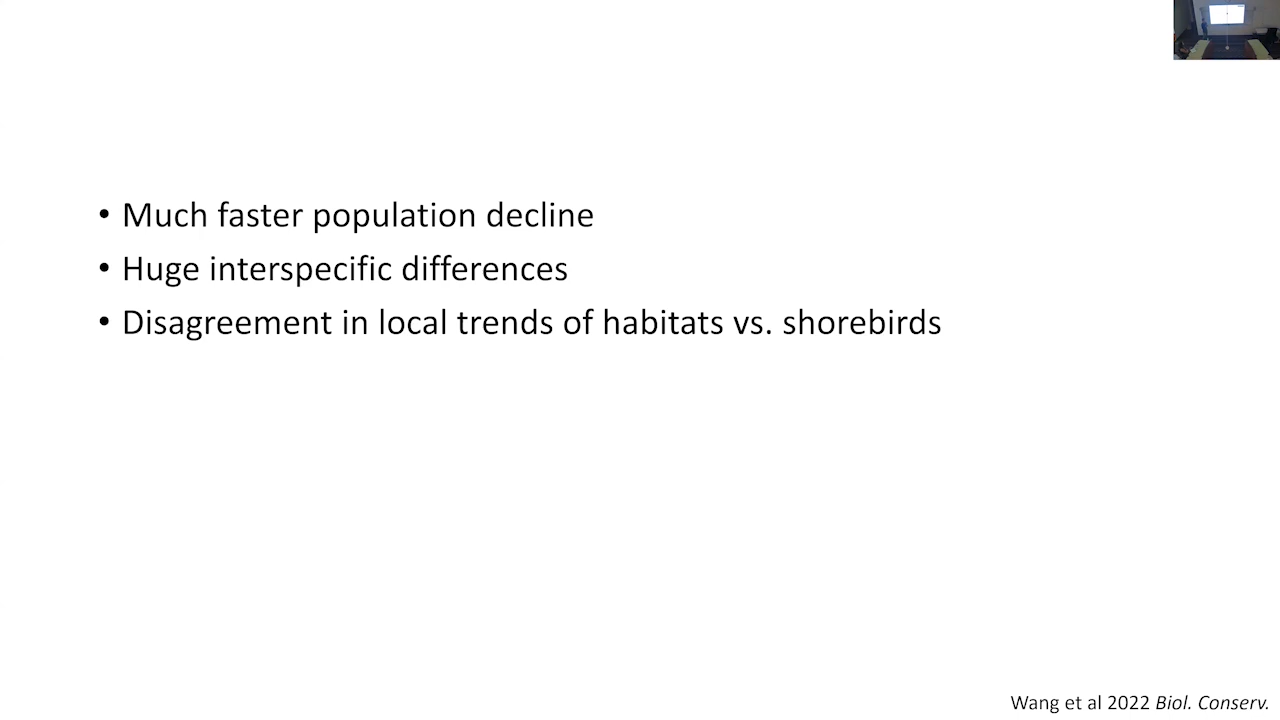 • Much faster population decline
• Huge interspecific differences
• Disagreement in local trends of habitats vs. shorebirds
Wang et al 2022 Biol. Conserv.